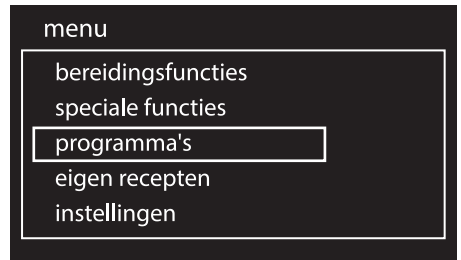 menu
bereidingsfuncties
speciale functies
programma's
eigen recepten
instellingen